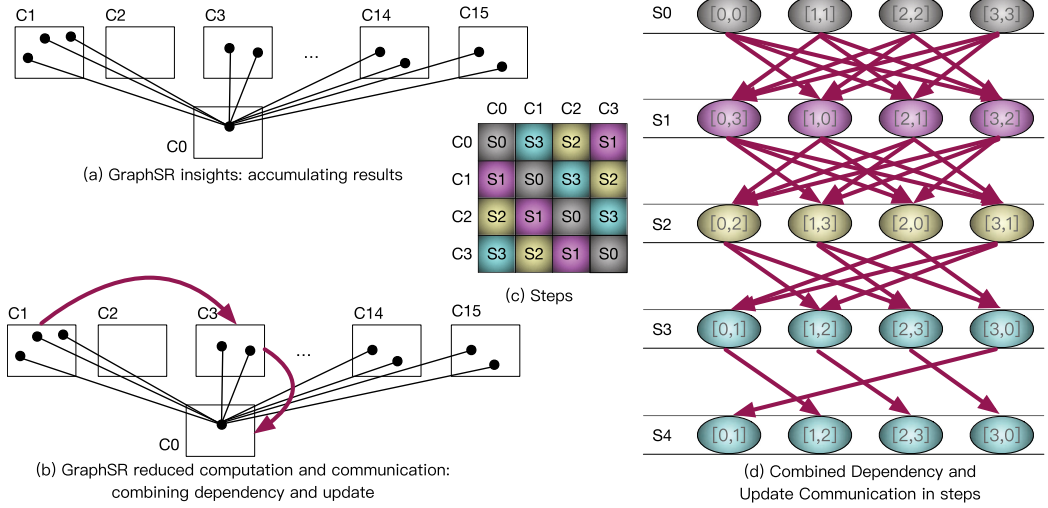 C1 C2 C3 C14 C15
...
C0
(a) GraphSR insights: accumulating results
C1 C2 C3 C14 C15
...
C0
(b) GraphSR reduced computation and communication:
combining dependency and update
C0 C1 C2 C3
C0 S0 S3 S2 S1
C1 S1 S0 S3 S2
C2 S2 S1 S0 S3
C3 S3 S2 S1 S0
(c) Steps
S0 [0,0] [1,1] [2,2] [3,3]
S1 [0,3] [1,0] [2,1] [3,2]
S2 [0,2] [1,3] [2,0] [3,1]
S3 [0,1] [1,2] [2,3] [3,0]
S4 [0,1] [1,2] [2,3] [3,0]
(d) Combined Dependency and
Update Communication in steps